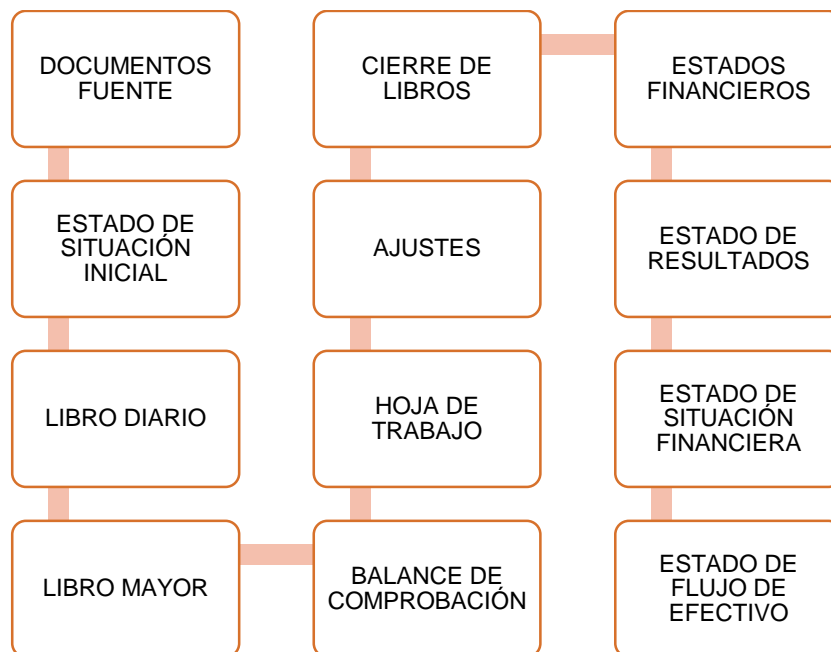 DOCUMENTOS
FUENTE
ESTADO DE
SITUACIÓN
INICIAL
LIBRO DIARIO
LIBRO MAYOR
BALANCE DE
COMPROBACIÓN
HOJA DE
TRABAJO
AJUSTES
CIERRE DE
LIBROS
ESTADOS
FINANCIEROS
ESTADO DE
RESULTADOS
ESTADO DE
SITUACIÓN
FINANCIERA
ESTADO DE
FLUJO DE
EFECTIVO